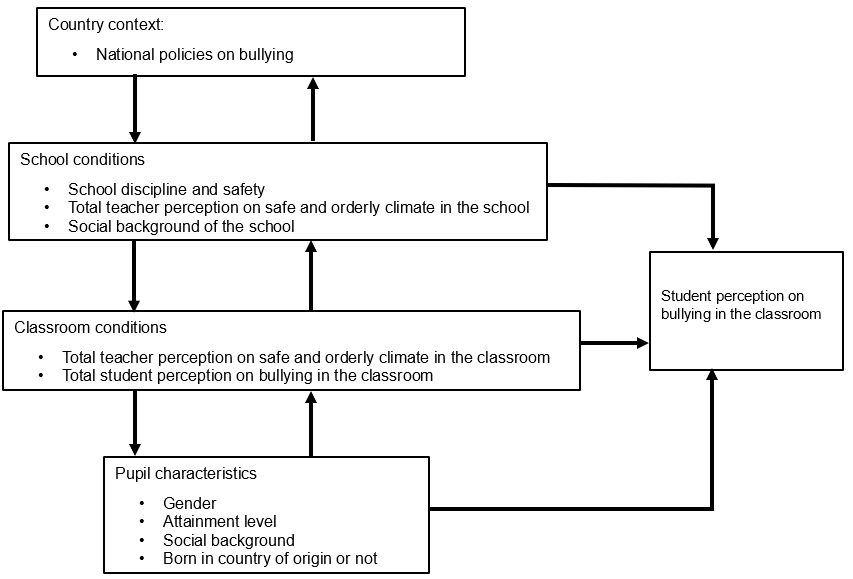 Country context:
• National policies on bullying
School conditions
• School discipline and safety
• Total teacher perception on safe and orderly climate in the school
• Social background of the school
Student perception on
bullying in the classroom
Classroom conditions
• Total teacher perception on safe and orderly climate in the classroom
• Total student perception on bullying in the classroom
Pupil characteristics
• Gender
• Attainment level
• Social background
• Born in country of origin or not